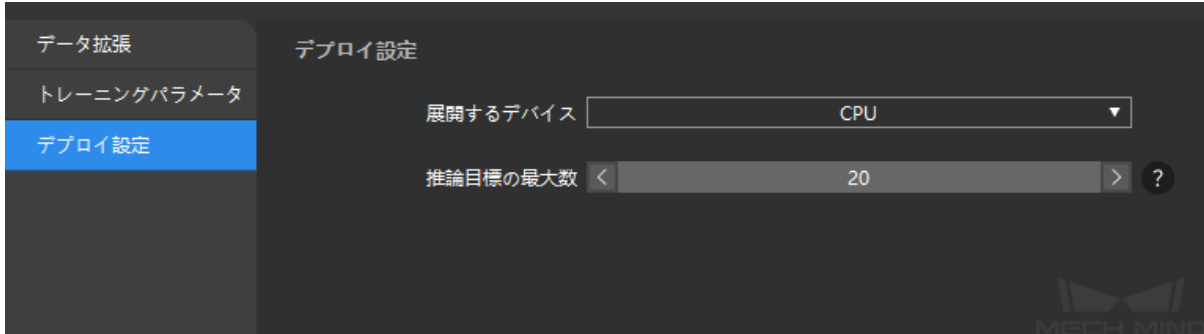 データ拡張
トレーニングパラメータ
デプロイ設定
デプロイ設定
展開するデバイス CPU
推論目標の最大数 20 ?
MECH MIND